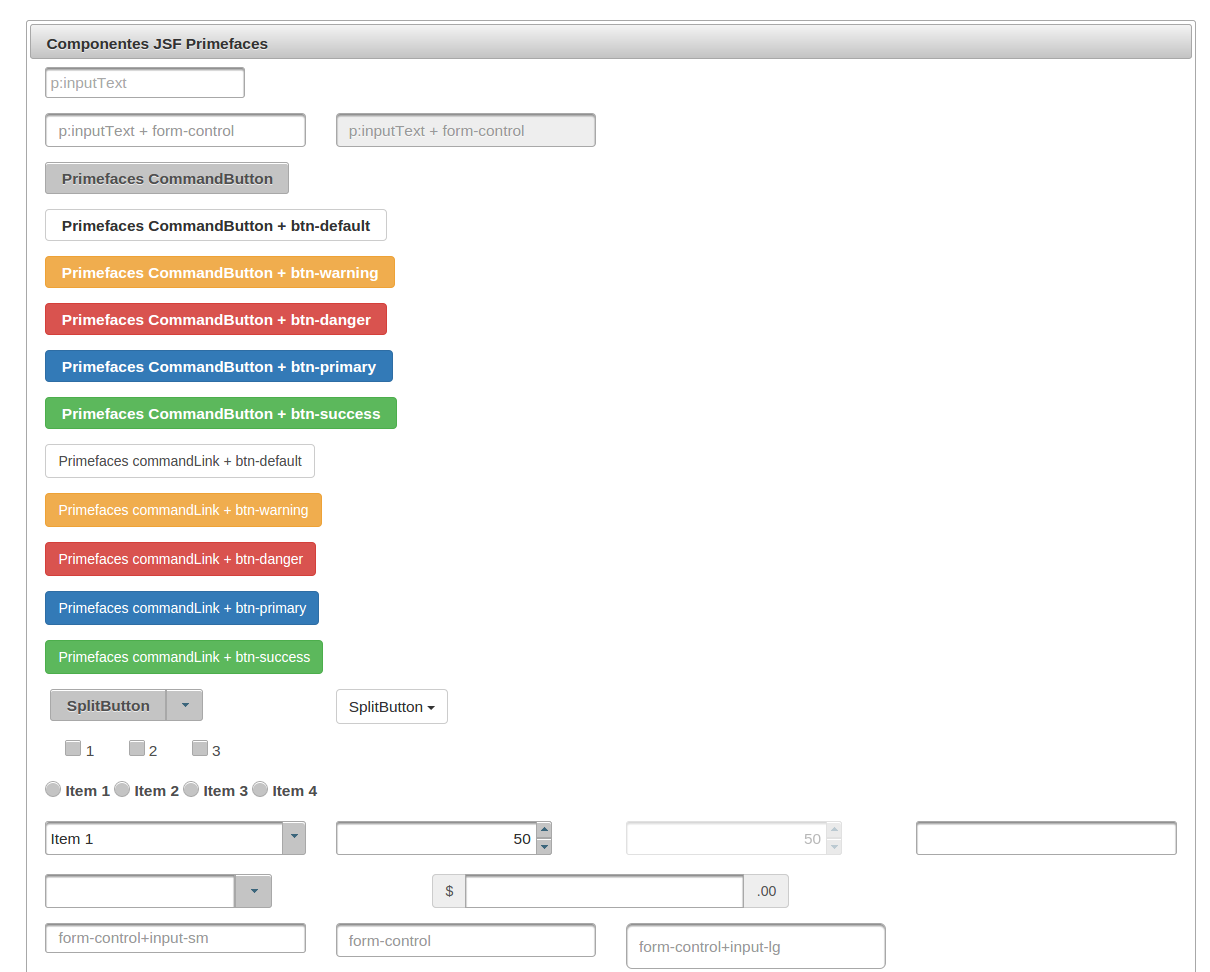 Componentes JSF Primefaces
p:inputText
p:inputText + form-control p:inputText + form-control
Primefaces CommandButton
Primefaces CommandButton + btn-default
Primefaces CommandButton + btn-warning
Primefaces CommandButton + btn-danger
Primefaces CommandButton + btn-primary
Primefaces CommandButton + btn-success
Primefaces commandLink + btn-default
Primefaces commandLink + btn-warning
Primefaces commandLink + btn-danger
Primefaces commandLink + btn-primary
Primefaces commandLink + btn-success
SplitButton SplitButton
1 2 3
Item 1 Item 2 Item 3 Item 4
Item 1 50 50
$ .00
form-control+input-sm form-control form-control+input-lg